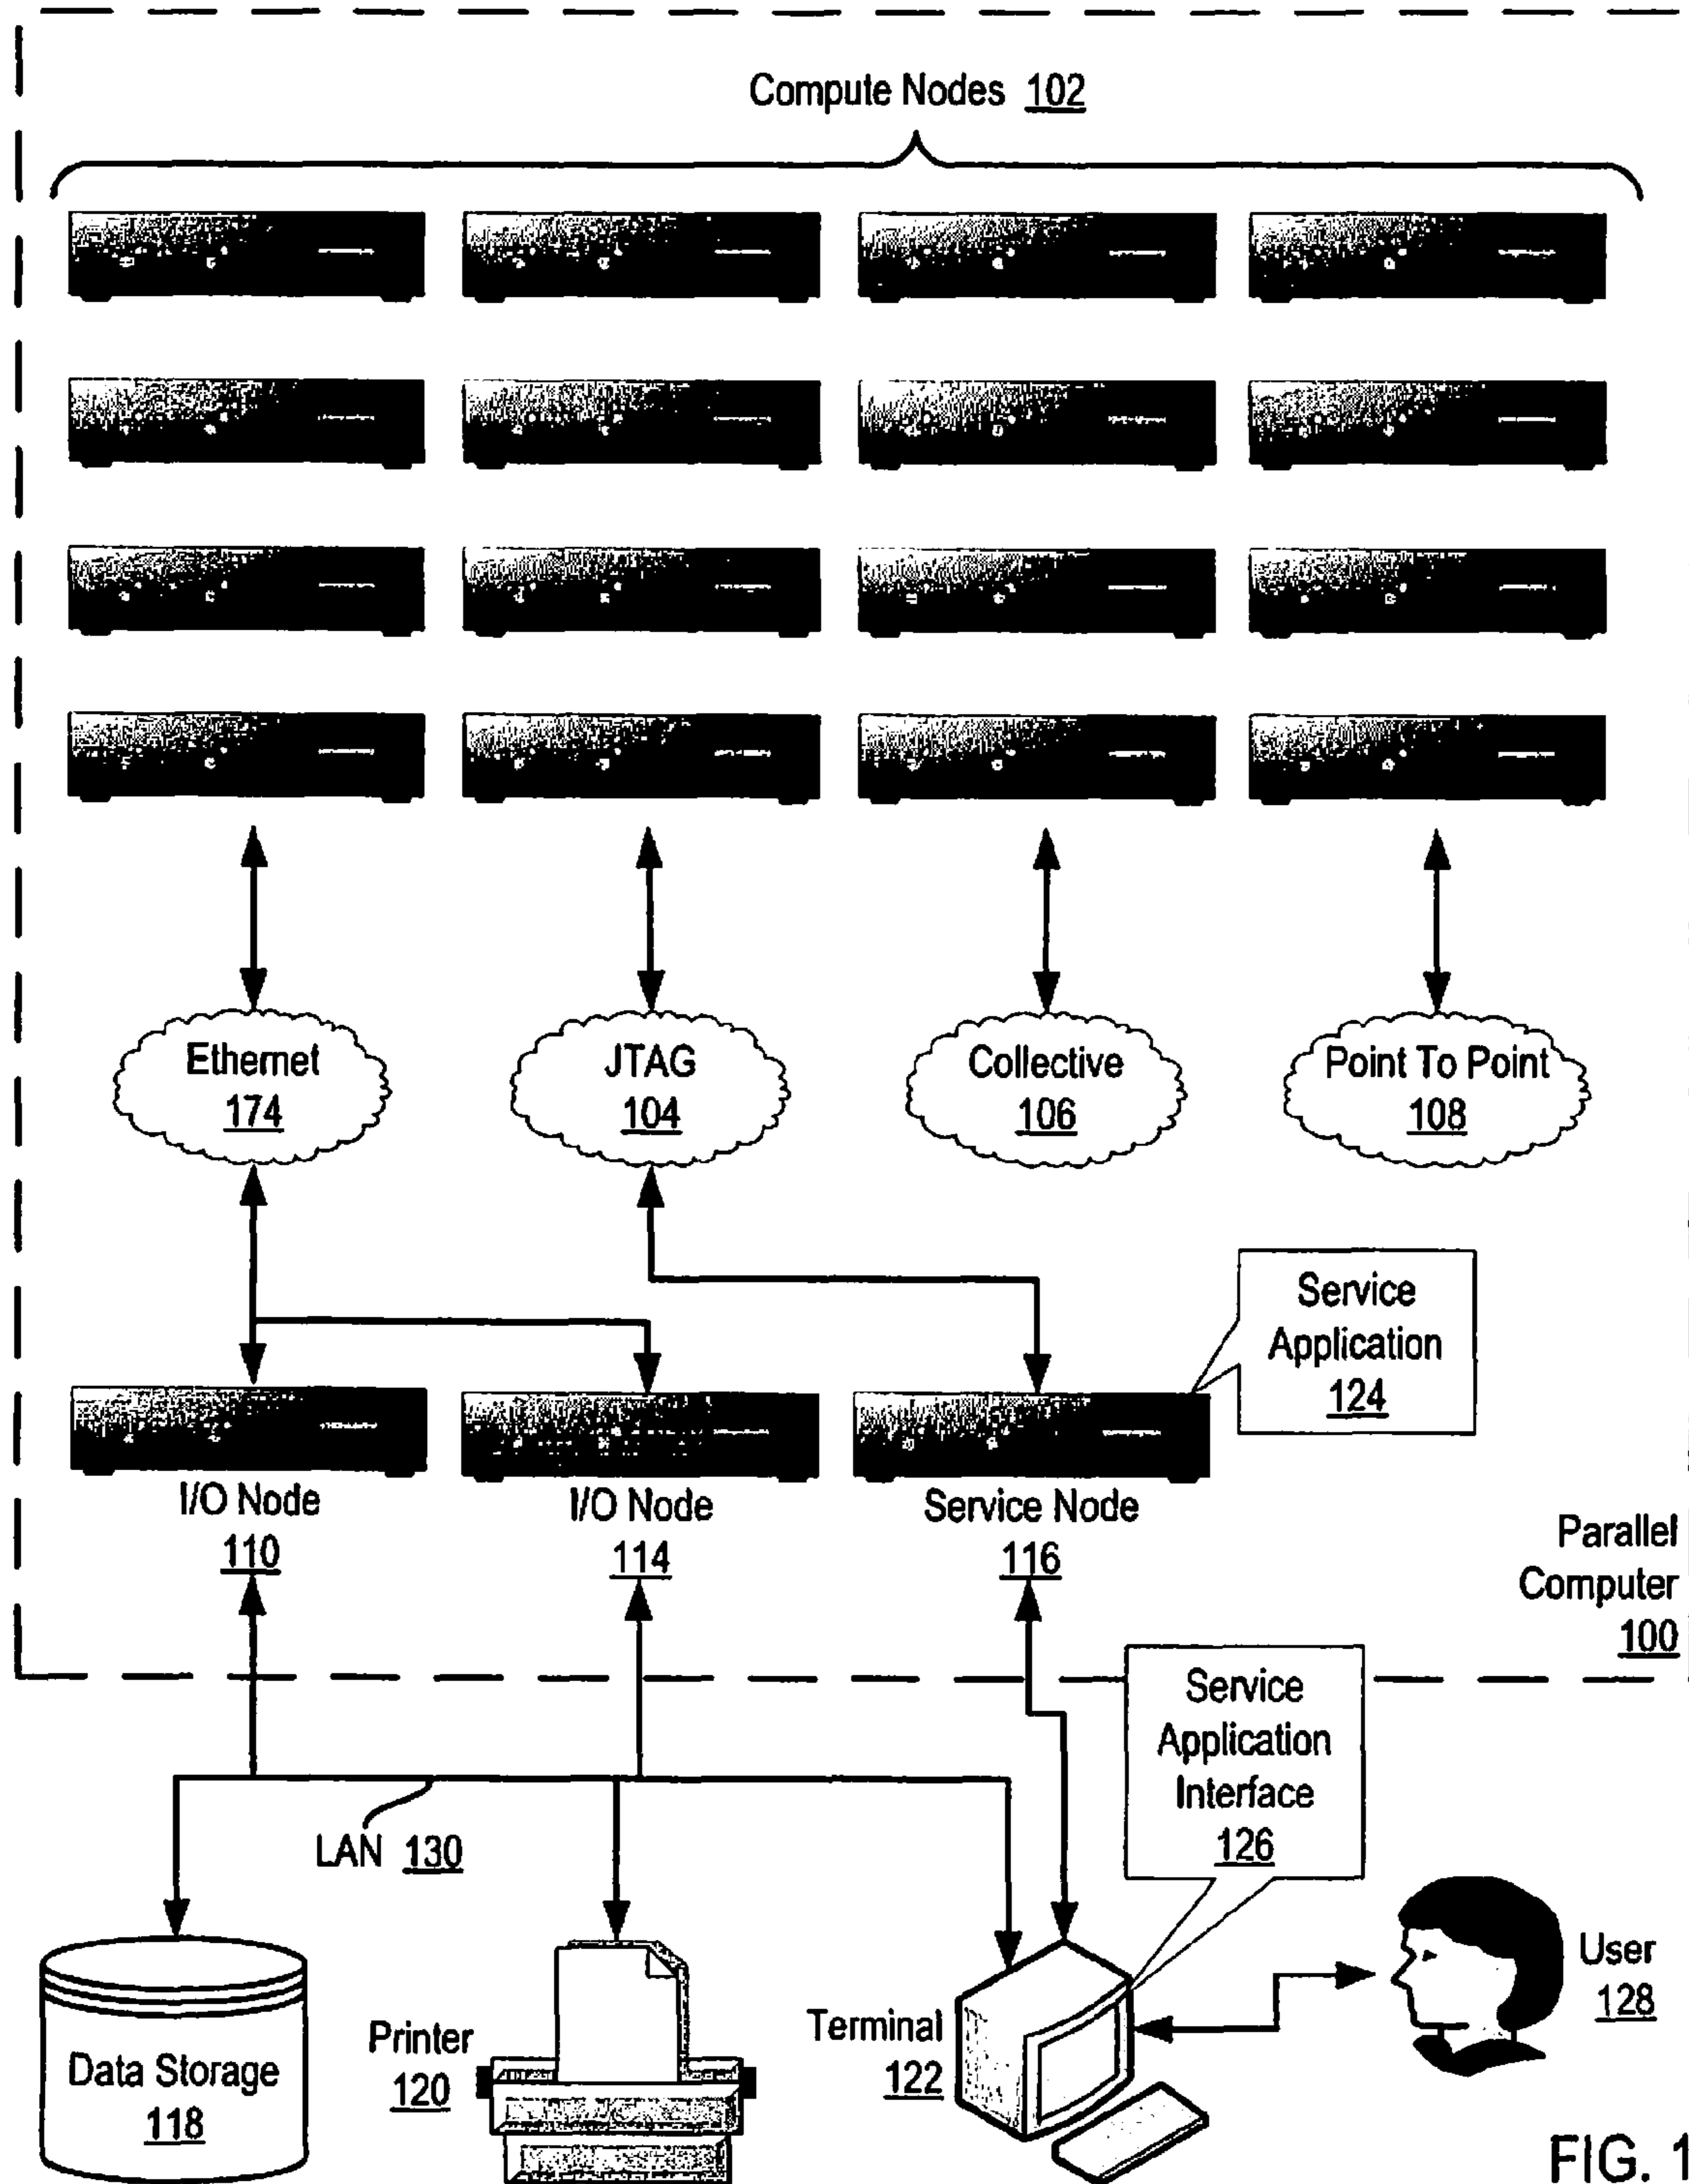 Compute Nodes 102
Ethernet
174
JTAG
104
Collective
106
Point To Point
108
Service
Application
124
I/O Node
110
I/O Node
114
Service Node
116
Parallel
Computer
100
Service
Application
Interface
126
LAN 130
Data Storage
118
Printer
120
Terminal
122
User
128
FIG. 1